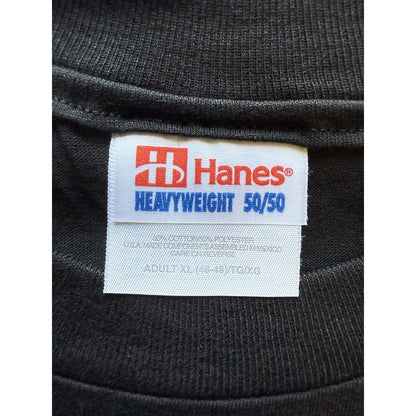 H Hanes®
HEAVYWEIGHT 50/50
50% COTTON/50% POLYESTER
U.S.A. MADE COMPONENTS ASSEMBLED IN MEXICO
CARE ON REVERSE
ADULT XL (46-48)/TG/XG